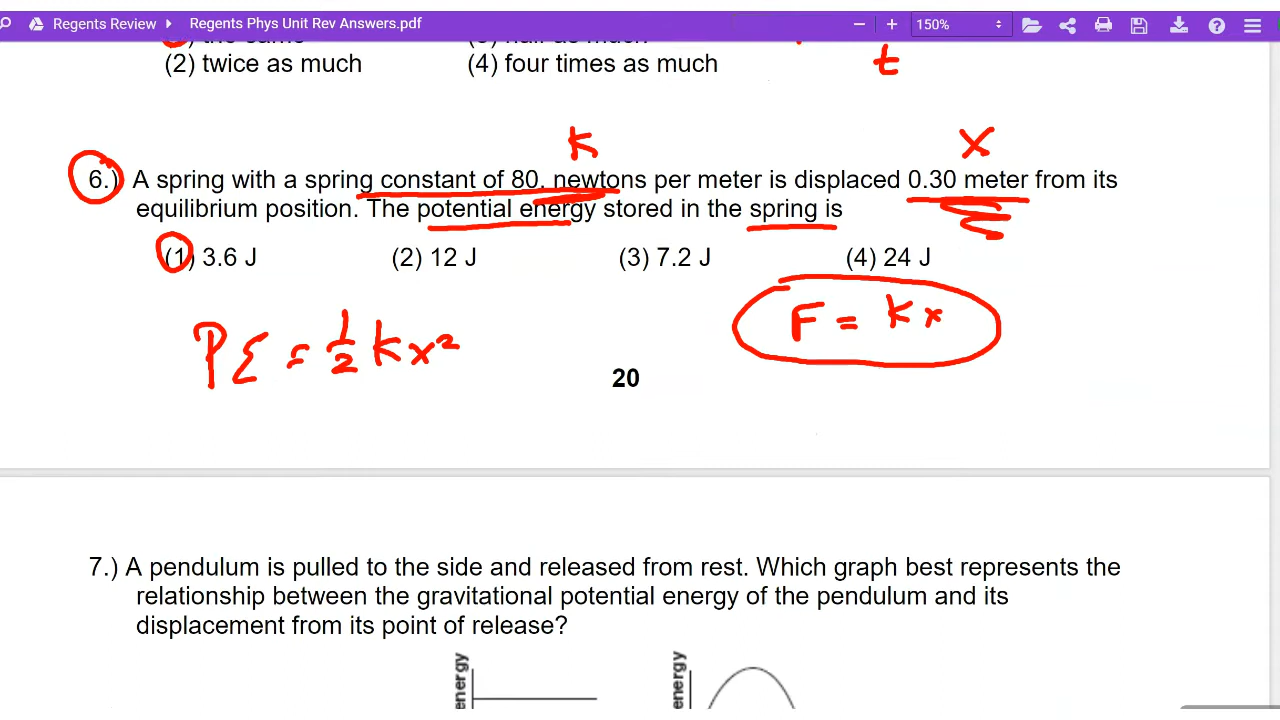 Regents Review Regents Phys Unit Rev Answers.pdf 150%
(2) twice as much (4) four times as much
t
K
X
6.) A spring with a spring constant of 80. newtons per meter is displaced 0.30 meter from its
equilibrium position. The potential energy stored in the spring is
(1) 3.6 J (2) 12 J (3) 7.2 J (4) 24 J
F = Kx
PE = 1/2 Kx²
20
7.) A pendulum is pulled to the side and released from rest. Which graph best represents the
relationship between the gravitational potential energy of the pendulum and its
displacement from its point of release?
energy energy